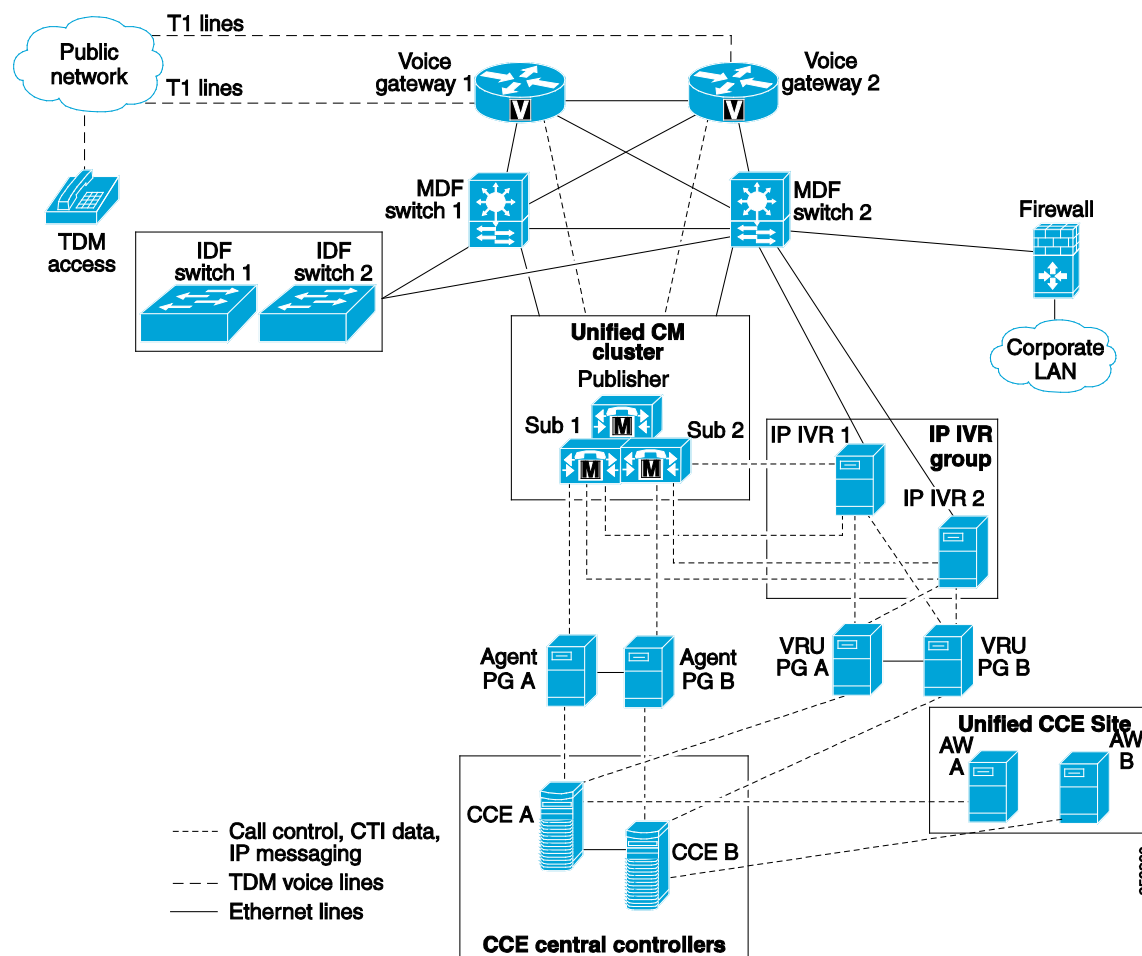 T1 lines
Public
network
T1 lines
Voice
gateway 1
Voice
gateway 2
V
V
MDF
switch 1
MDF
switch 2
Firewall
TDM
access
IDF
switch 1
IDF
switch 2
Unified CM
cluster
Publisher
Corporate
LAN
Sub 1
M
Sub 2
M
M
IP IVR 1
IP IVR
group
IP IVR 2
Agent
PG A
Agent
PG B
VRU
PG A
VRU
PG B
Unified CCE Site
AW
A
AW
B
CCE A
CCE B
Call control, CTI data,
IP messaging
TDM voice lines
Ethernet lines
CCE central controllers